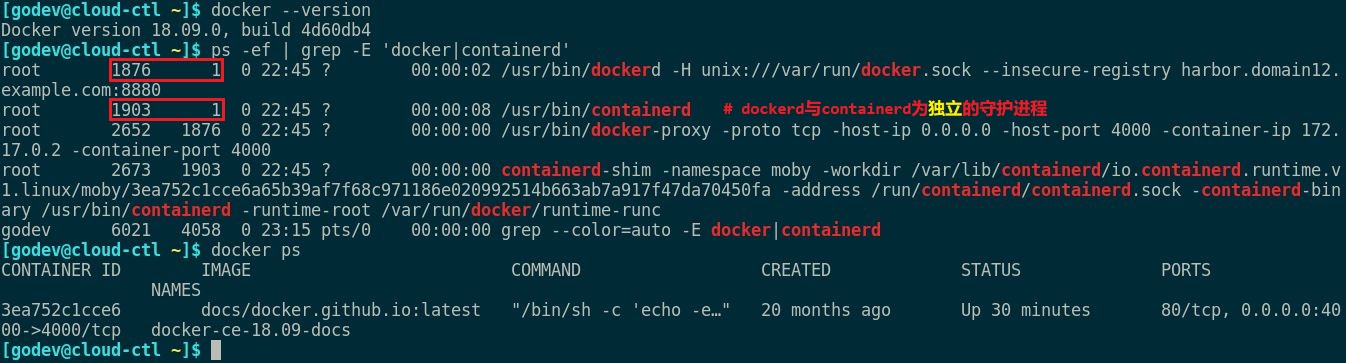 [godev@cloud-ctl ~]$ docker --version
Docker version 18.09.0, build 4d60db4
[godev@cloud-ctl ~]$ ps -ef | grep -E 'docker|containerd'
root       1876      1  0 22:45 ?        00:00:02 /usr/bin/dockerd -H unix:///var/run/docker.sock --insecure-registry harbor.domain12.
example.com:8880
root       1903      1  0 22:45 ?        00:00:08 /usr/bin/containerd   # dockerd与containerd为独立的守护进程
root       2652   1876  0 22:45 ?        00:00:00 /usr/bin/docker-proxy -proto tcp -host-ip 0.0.0.0 -host-port 4000 -container-ip 172.
17.0.2 -container-port 4000
root       2673   1903  0 22:45 ?        00:00:00 containerd-shim -namespace moby -workdir /var/lib/containerd/io.containerd.runtime.v
1.linux/moby/3ea752c1cce6a65b39af7f68c971186e020992514b663ab7a917f47da70450fa -address /run/containerd/containerd.sock -containerd-bin
ary /usr/bin/containerd -runtime-root /var/run/docker/runtime-runc
godev      6021   4058  0 23:15 pts/0    00:00:00 grep --color=auto -E docker|containerd
[godev@cloud-ctl ~]$ docker ps
CONTAINER ID        IMAGE                          COMMAND                  CREATED             STATUS              PORTS
               NAMES
3ea752c1cce6        docs/docker.github.io:latest   "/bin/sh -c 'echo -e…"   20 months ago       Up 30 minutes       80/tcp, 0.0.0.0:40
00->4000/tcp   docker-ce-18.09-docs
[godev@cloud-ctl ~]$